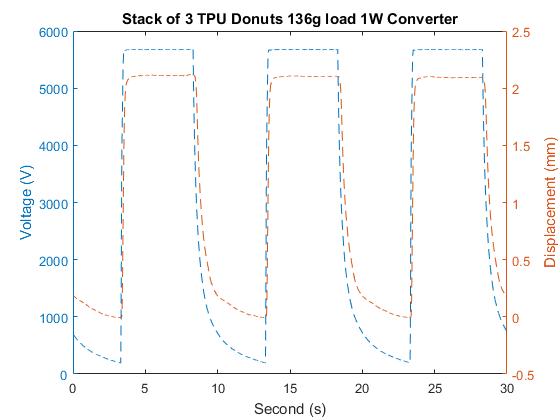 Stack of 3 TPU Donuts 136g load 1W Converter
6000
5000
4000
3000
2000
1000
0
Voltage (V)
2.5
2
1.5
1
0.5
0
-0.5
Displacement (mm)
0 5 10 15 20 25 30
Second (s)